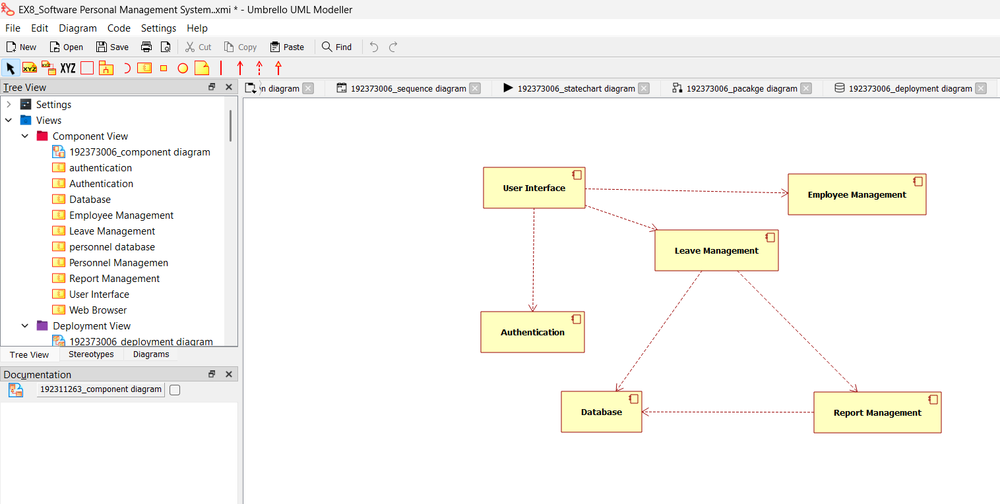 EX8_Software Personal Management System..xmi * - Umbrello UML Modeller
File Edit Diagram Code Settings Help
New Open Save Cut Copy Paste Find
XYZ XYZ XYZ
Tree View
n diagram 192373006_sequence diagram 192373006_statechart diagram 192373006_pacakge diagram 192373006_deployment diagram
Settings
Views
Component View
192373006_component diagram
authentication
Authentication
Database
Employee Management
Leave Management
personnel database
Personnel Managemen
Report Management
User Interface
Web Browser
Deployment View
192373006_deployment diagram
Tree View Stereotypes Diagrams
Documentation
192311263_component diagram
User Interface
Employee Management
Leave Management
Authentication
Database
Report Management